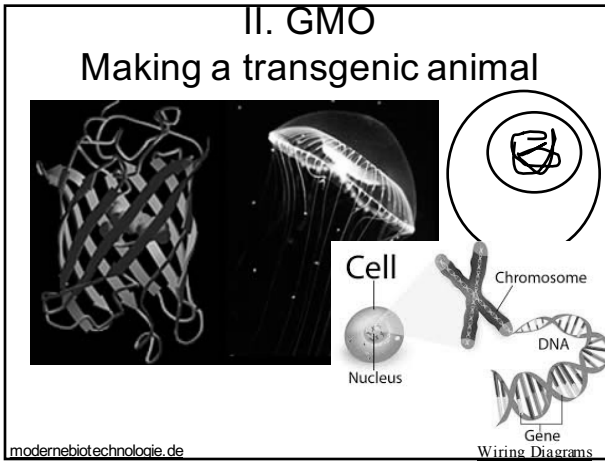 II. GMO
Making a transgenic animal
Cell
Chromosome
DNA
Nucleus
Gene
modernebiotechnologie.de
Wiring Diagrams